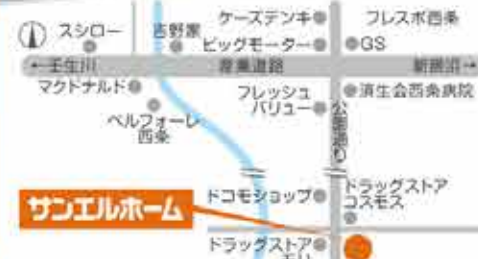 スシロー
吉野家
ケーズデンキ
フレスポ西条
ビッグモーター
GS
←壬生川
産業道路
新居浜→
マクドナルド
フレッシュ
バリュー
済生会西条病院
公園通り
ベルフォーレ
西条
ドコモショップ
ドラッグストア
コスモス
サンエルホーム
ドラッグストア